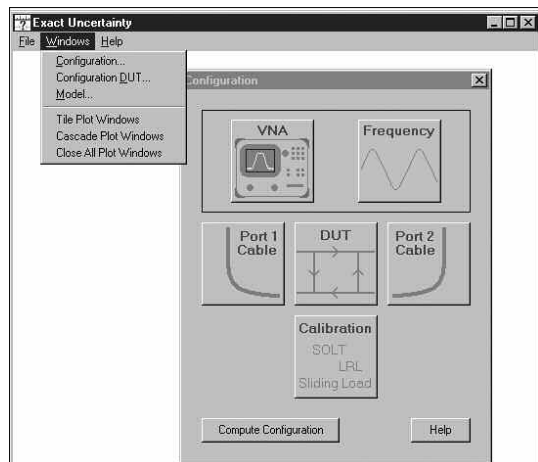 Exact Uncertainty
File Windows Help
Configuration...
Configuration DUT...
Model...
Tile Plot Windows
Cascade Plot Windows
Close All Plot Windows
Configuration
VNA
Frequency
Port 1
Cable
DUT
Port 2
Cable
Calibration
SOLT
LRL
Sliding Load
Compute Configuration
Help